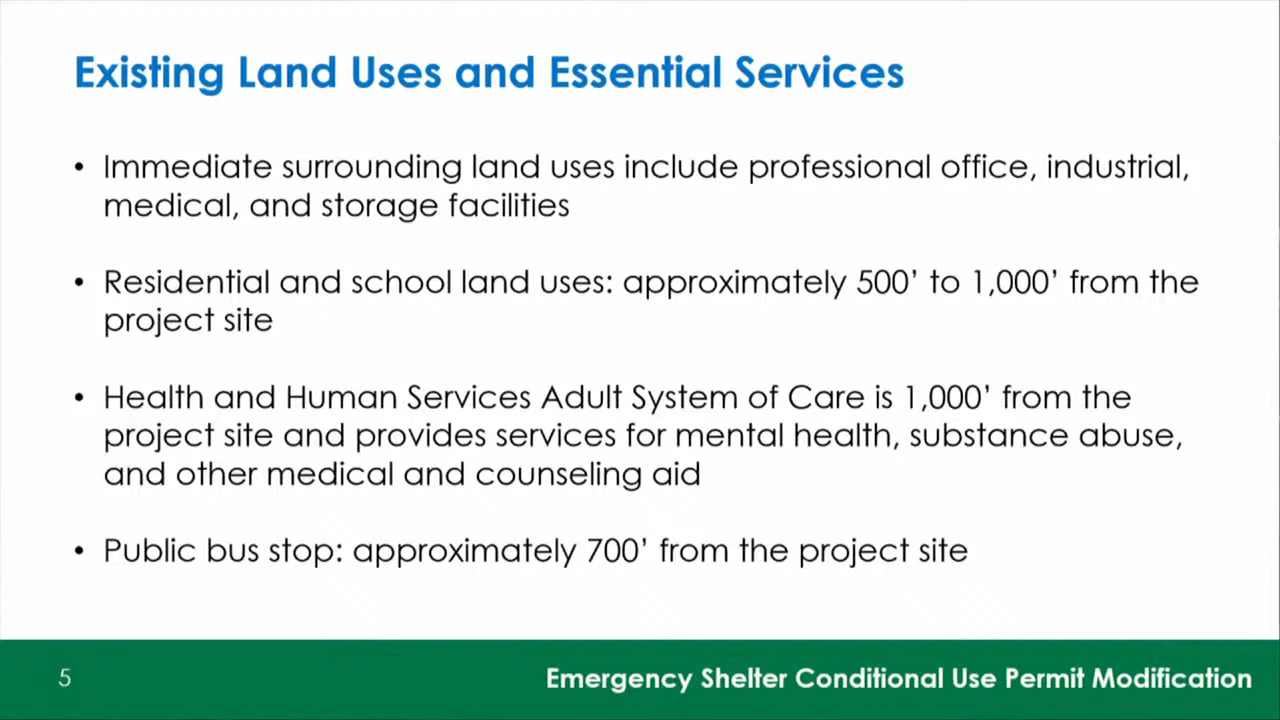 Existing Land Uses and Essential Services
• Immediate surrounding land uses include professional office, industrial,
medical, and storage facilities
• Residential and school land uses: approximately 500’ to 1,000’ from the
project site
• Health and Human Services Adult System of Care is 1,000’ from the
project site and provides services for mental health, substance abuse,
and other medical and counseling aid
• Public bus stop: approximately 700’ from the project site
5
Emergency Shelter Conditional Use Permit Modification